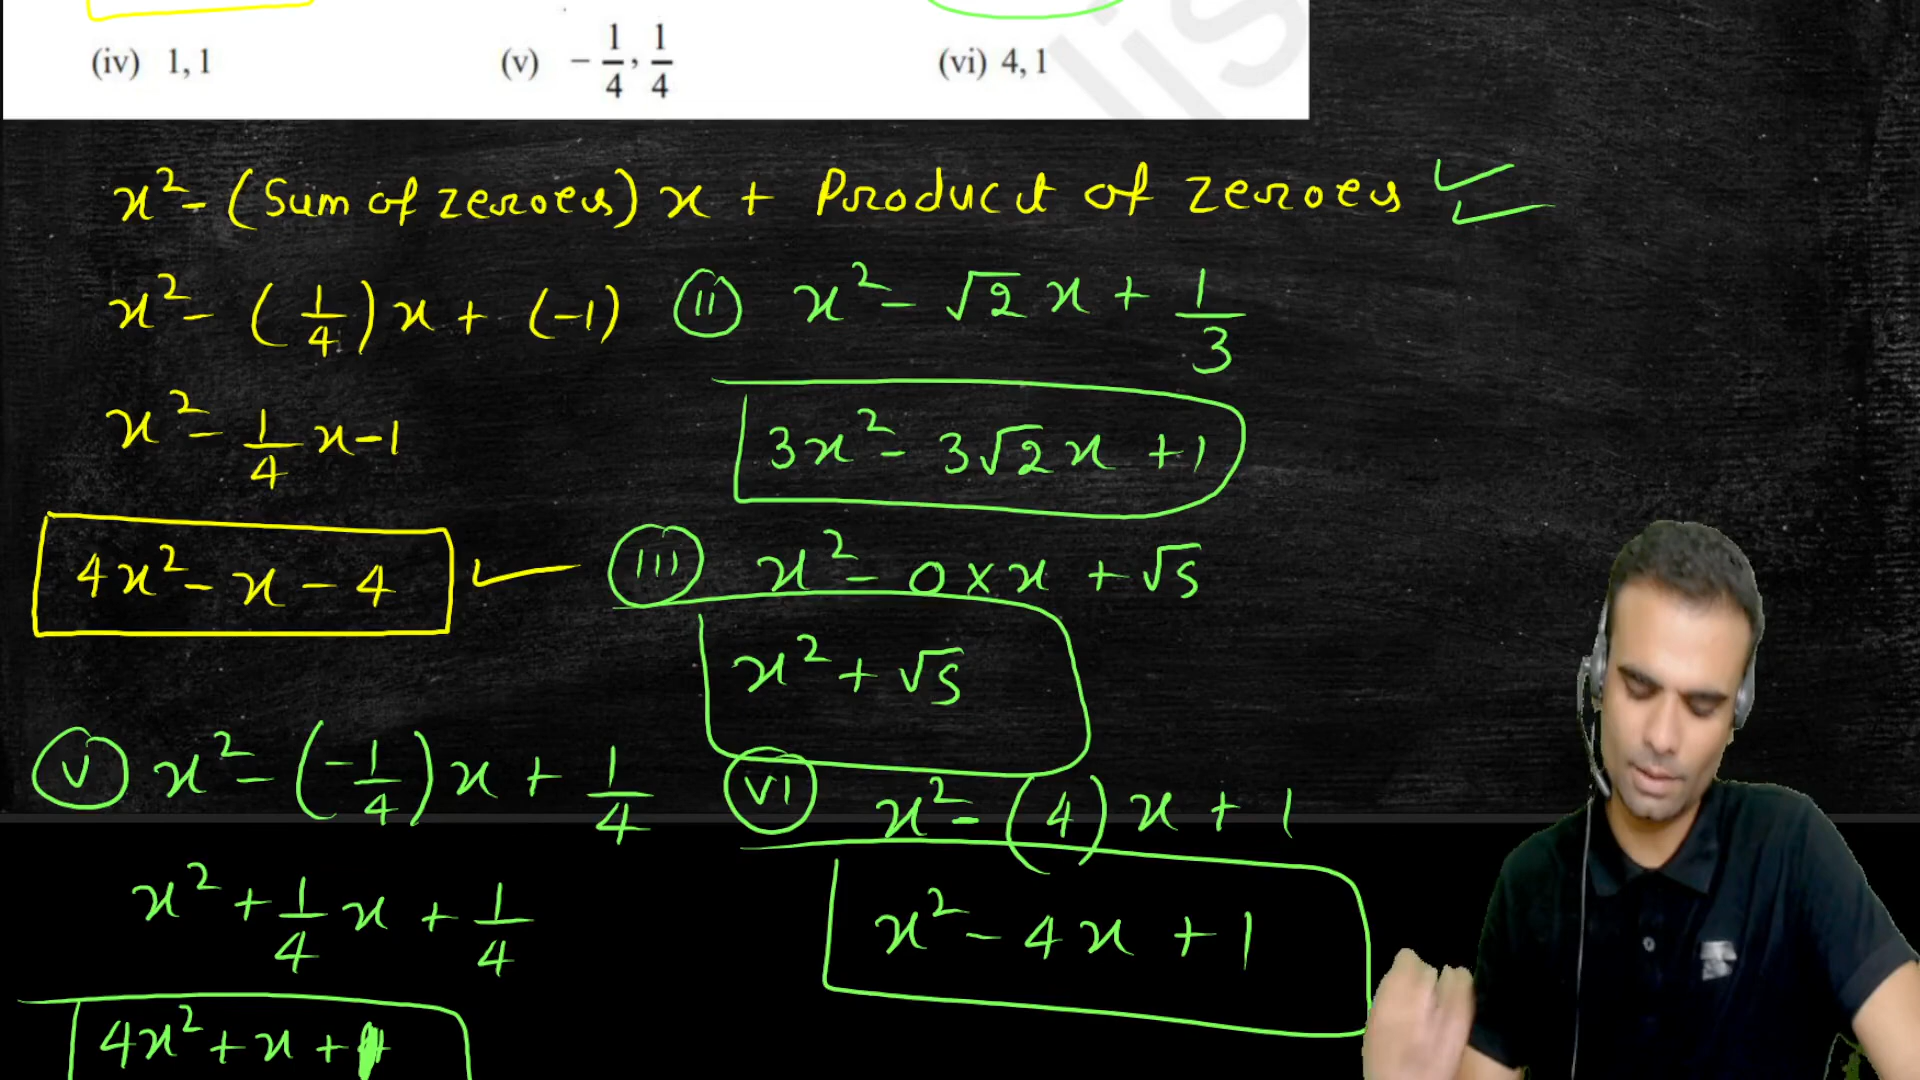 (iv) 1, 1 (v) −1/4, 1/4 (vi) 4, 1
x² - (Sum of zeroes) x + Product of zeroes
x² - (1/4) x + (-1)
x² - 1/4 x - 1
4x² - x - 4
(ii) x² - √2 x + 1/3
3x² - 3√2 x + 1
(iii) x² - 0 × x + √5
x² + √5
(v) x² - (-1/4) x + 1/4
x² + 1/4 x + 1/4
4x² + x +
(vi) x² - (4) x + 1
x² - 4x + 1